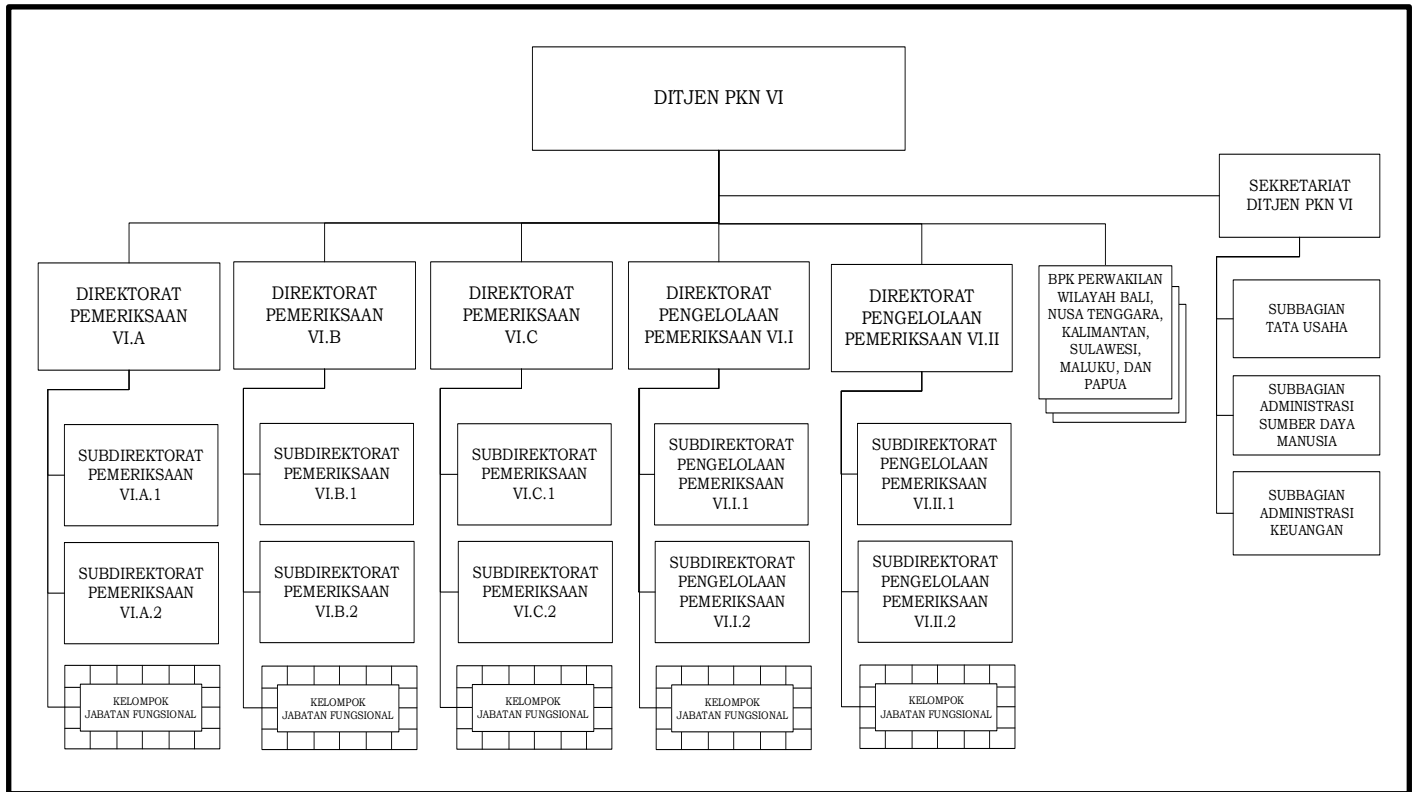 DITJEN PKN VI
SEKRETARIAT
DITJEN PKN VI
DIREKTORAT
PEMERIKSAAN
VI.A
DIREKTORAT
PEMERIKSAAN
VI.B
DIREKTORAT
PEMERIKSAAN
VI.C
DIREKTORAT
PENGELOLAAN
PEMERIKSAAN VI.I
DIREKTORAT
PENGELOLAAN
PEMERIKSAAN VI.II
BPK PERWAKILAN
WILAYAH BALI,
NUSA TENGGARA,
KALIMANTAN,
SULAWESI,
MALUKU, DAN
PAPUA
SUBBAGIAN
TATA USAHA
SUBBAGIAN
ADMINISTRASI
SUMBER DAYA
MANUSIA
SUBBAGIAN
ADMINISTRASI
KEUANGAN
SUBDIREKTORAT
PEMERIKSAAN
VI.A.1
SUBDIREKTORAT
PEMERIKSAAN
VI.B.1
SUBDIREKTORAT
PEMERIKSAAN
VI.C.1
SUBDIREKTORAT
PENGELOLAAN
PEMERIKSAAN
VI.I.1
SUBDIREKTORAT
PENGELOLAAN
PEMERIKSAAN
VI.II.1
SUBDIREKTORAT
PEMERIKSAAN
VI.A.2
SUBDIREKTORAT
PEMERIKSAAN
VI.B.2
SUBDIREKTORAT
PEMERIKSAAN
VI.C.2
SUBDIREKTORAT
PENGELOLAAN
PEMERIKSAAN
VI.I.2
SUBDIREKTORAT
PENGELOLAAN
PEMERIKSAAN
VI.II.2
KELOMPOK
JABATAN FUNGSIONAL
KELOMPOK
JABATAN FUNGSIONAL
KELOMPOK
JABATAN FUNGSIONAL
KELOMPOK
JABATAN FUNGSIONAL
KELOMPOK
JABATAN FUNGSIONAL